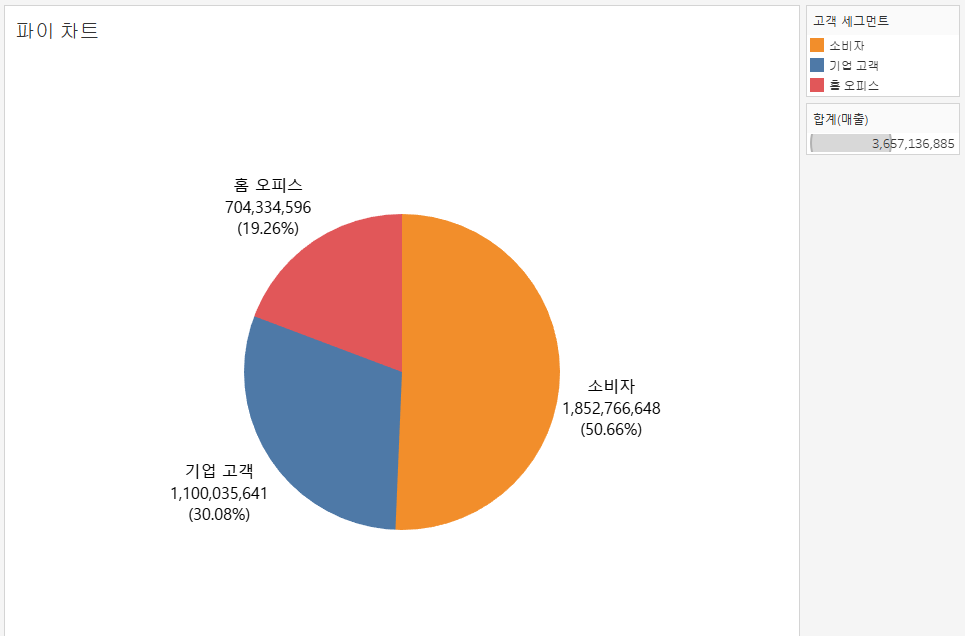 파이 차트
고객 세그먼트
소비자
기업 고객
홈 오피스
합계(매출)
3,657,136,885
홈 오피스
704,334,596
(19.26%)
소비자
1,852,766,648
(50.66%)
기업 고객
1,100,035,641
(30.08%)